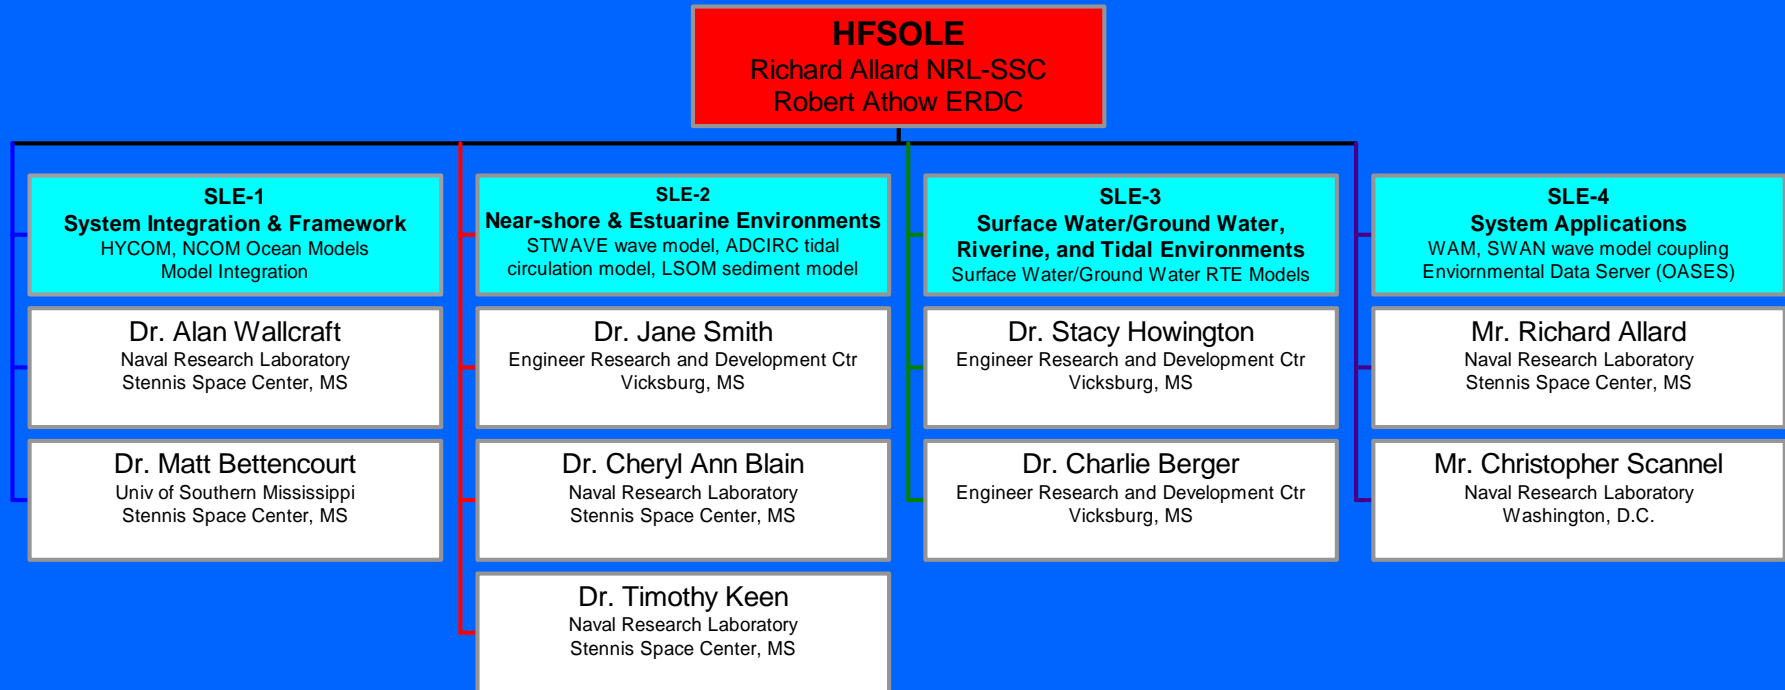 HFSOLE
Richard Allard NRL-SSC
Robert Athow ERDC
SLE-1
System Integration & Framework
HYCOM, NCOM Ocean Models
Model Integration
Dr. Alan Wallcraft
Naval Research Laboratory
Stennis Space Center, MS
Dr. Matt Bettencourt
Univ of Southern Mississippi
Stennis Space Center, MS
SLE-2
Near-shore & Estuarine Environments
STWAVE wave model, ADCIRC tidal
circulation model, LSOM sediment model
Dr. Jane Smith
Engineer Research and Development Ctr
Vicksburg, MS
Dr. Cheryl Ann Blain
Naval Research Laboratory
Stennis Space Center, MS
Dr. Timothy Keen
Naval Research Laboratory
Stennis Space Center, MS
SLE-3
Surface Water/Ground Water,
Riverine, and Tidal Environments
Surface Water/Ground Water RTE Models
Dr. Stacy Howington
Engineer Research and Development Ctr
Vicksburg, MS
Dr. Charlie Berger
Engineer Research and Development Ctr
Vicksburg, MS
SLE-4
System Applications
WAM, SWAN wave model coupling
Enviornmental Data Server (OASES)
Mr. Richard Allard
Naval Research Laboratory
Stennis Space Center, MS
Mr. Christopher Scannel
Naval Research Laboratory
Washington, D.C.